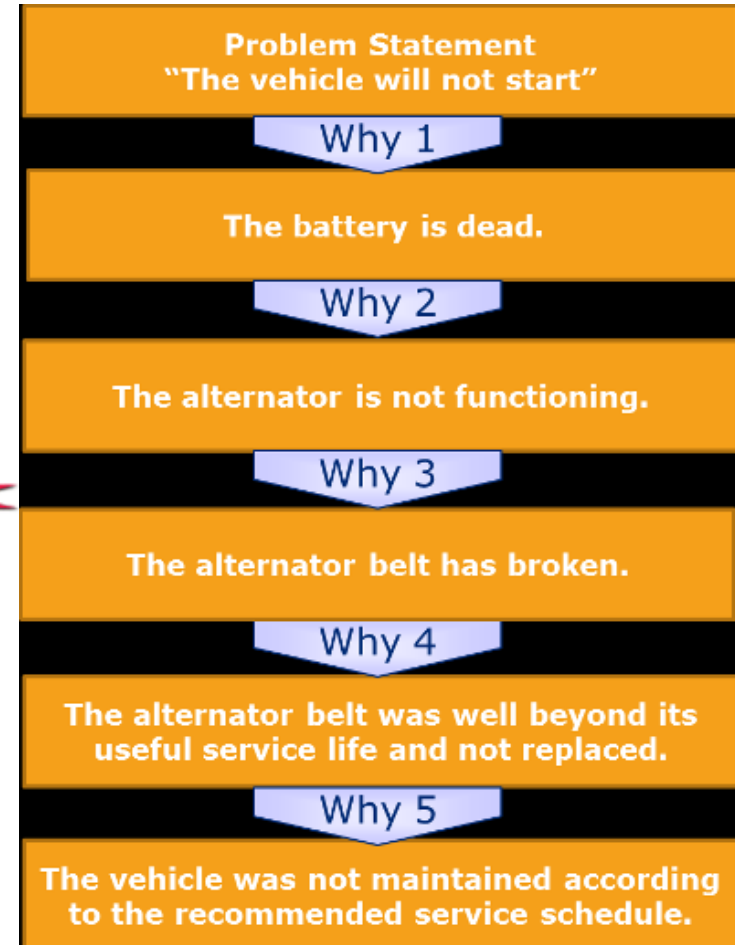 Problem Statement
“The vehicle will not start”
Why 1
The battery is dead.
Why 2
The alternator is not functioning.
Why 3
The alternator belt has broken.
Why 4
The alternator belt was well beyond its
useful service life and not replaced.
Why 5
The vehicle was not maintained according
to the recommended service schedule.